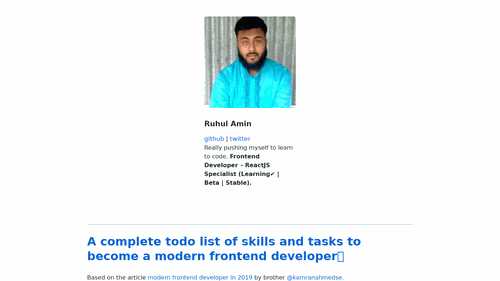 Ruhul Amin
github | twitter
Really pushing myself to learn
to code. Frontend
Developer - ReactJS
Specialist (Learning✔ |
Beta | Stable).
A complete todo list of skills and tasks to
become a modern frontend developer
Based on the article modern frontend developer in 2019 by brother @kamranahmedse.